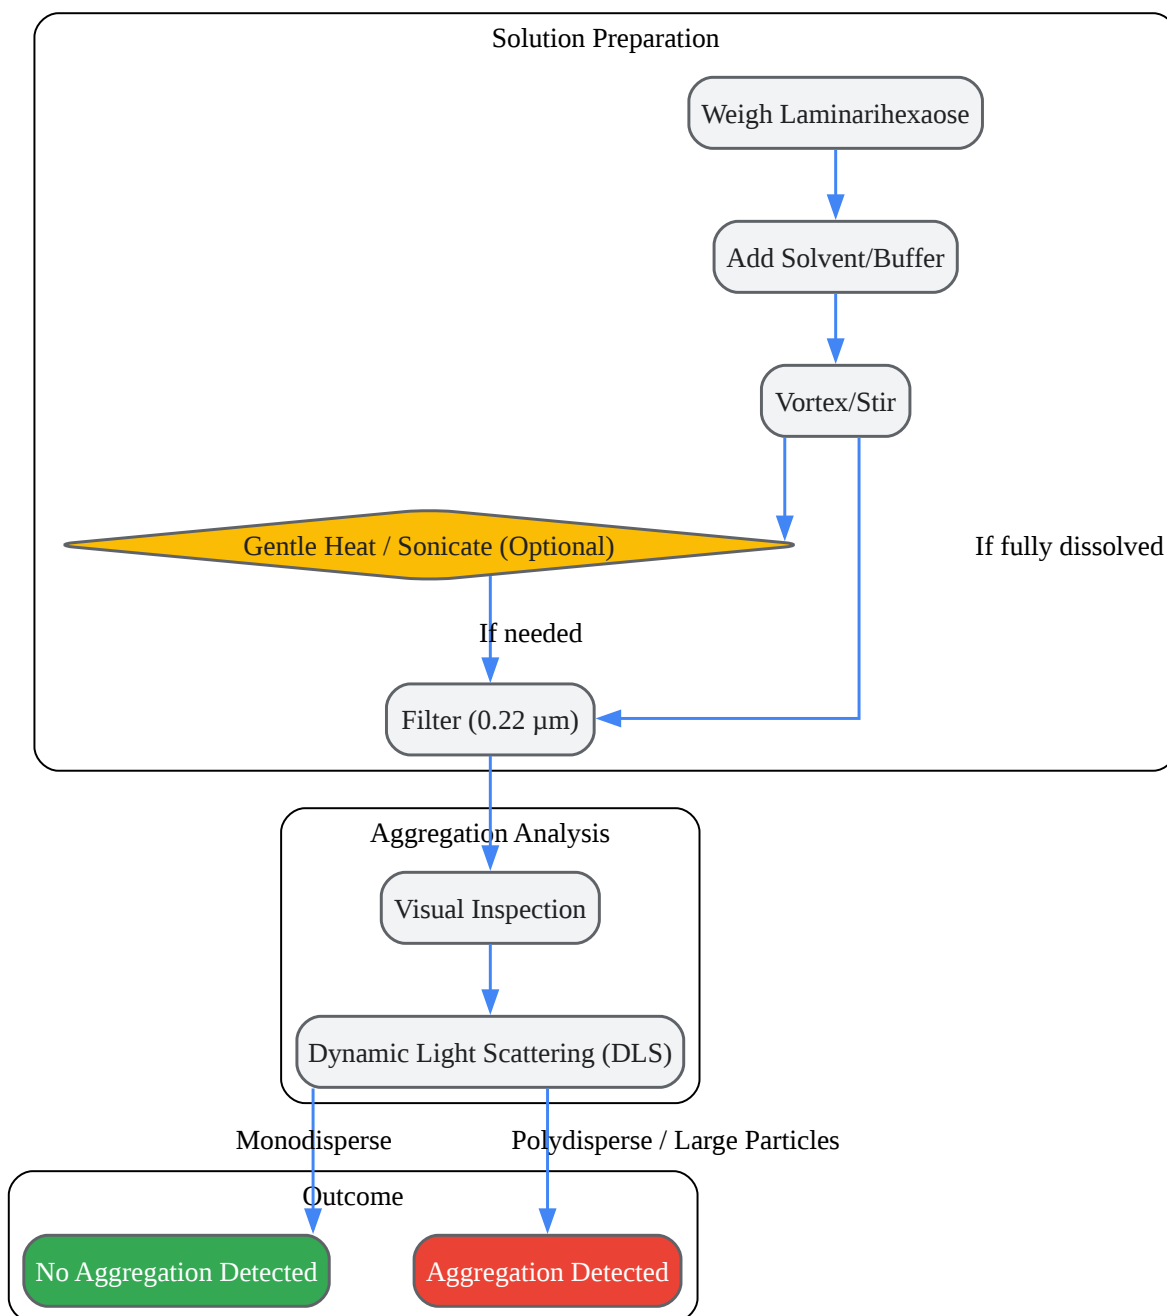 Solution Preparation
Weigh Laminarihexaose
Add Solvent/Buffer
Vortex/Stir
Gentle Heat / Sonicate (Optional)
If fully dissolved
If needed
Filter (0.22 µm)
Aggregation Analysis
Visual Inspection
Dynamic Light Scattering (DLS)
Monodisperse
Polydisperse / Large Particles
Outcome
No Aggregation Detected
Aggregation Detected